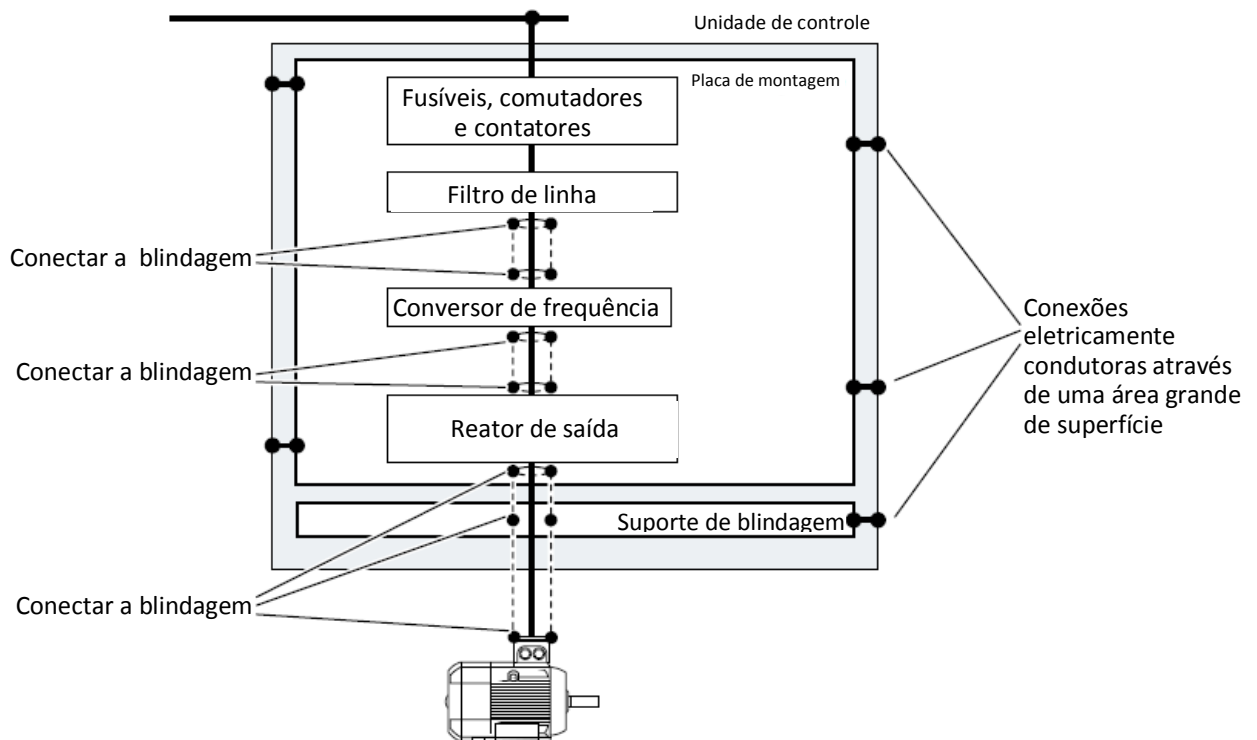 Unidade de controle
Placa de montagem
Fusíveis, comutadores
e contatores
Filtro de linha
Conectar a blindagem
Conversor de frequência
Conectar a blindagem
Reator de saída
Conexões
eletricamente
condutoras através
de uma área grande
de superfície
Suporte de blindagem
Conectar a blindagem